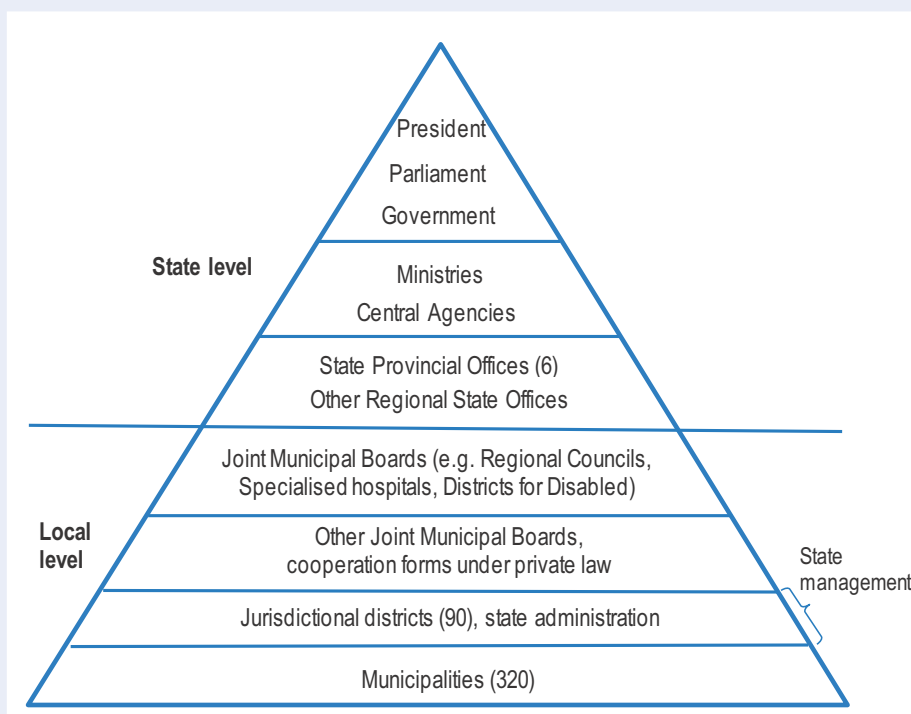 President
Parliament
Government
State level
Ministries
Central Agencies
State Provincial Offices (6)
Other Regional State Offices
Joint Municipal Boards (e.g. Regional Councils,
Specialised hospitals, Districts for Disabled)
Local
level
Other Joint Municipal Boards,
cooperation forms under private law
State
management
Jurisdictional districts (90), state administration
Municipalities (320)